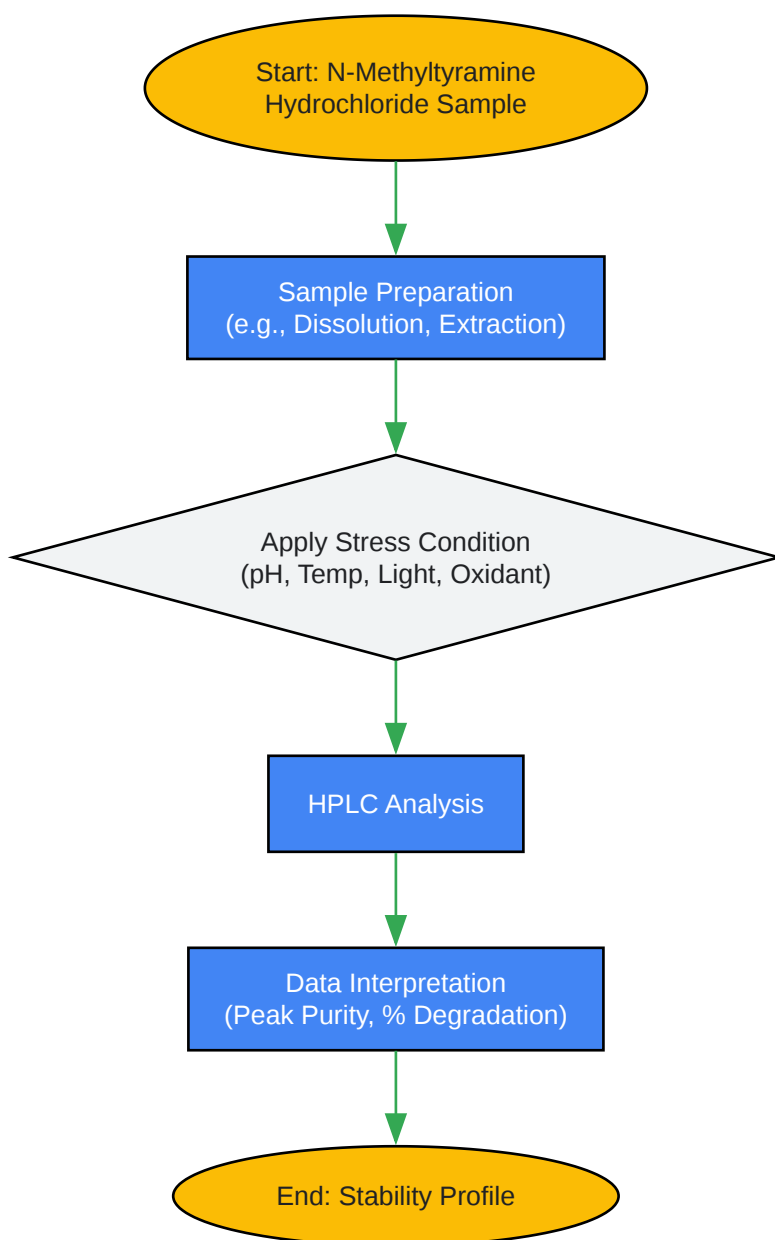 Start: N-Methyltyramine
Hydrochloride Sample
Sample Preparation
(e.g., Dissolution, Extraction)
Apply Stress Condition
(pH, Temp, Light, Oxidant)
HPLC Analysis
Data Interpretation
(Peak Purity, % Degradation)
End: Stability Profile